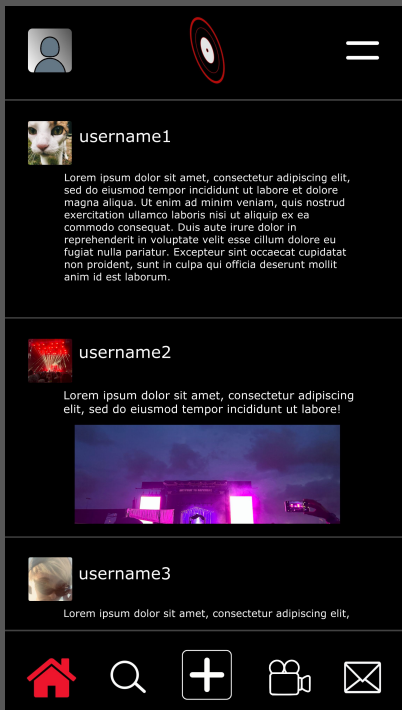 username1
Lorem ipsum dolor sit amet, consectetur adipiscing elit,
sed do eiusmod tempor incididunt ut labore et dolore
magna aliqua. Ut enim ad minim veniam, quis nostrud
exercitation ullamco laboris nisi ut aliquip ex ea
commodo consequat. Duis aute irure dolor in
reprehenderit in voluptate velit esse cillum dolore eu
fugiat nulla pariatur. Excepteur sint occaecat cupidatat
non proident, sunt in culpa qui officia deserunt mollit
anim id est laborum.
username2
Lorem ipsum dolor sit amet, consectetur adipiscing
elit, sed do eiusmod tempor incididunt ut labore!
username3
Lorem ipsum dolor sit amet, consectetur adipiscing elit,